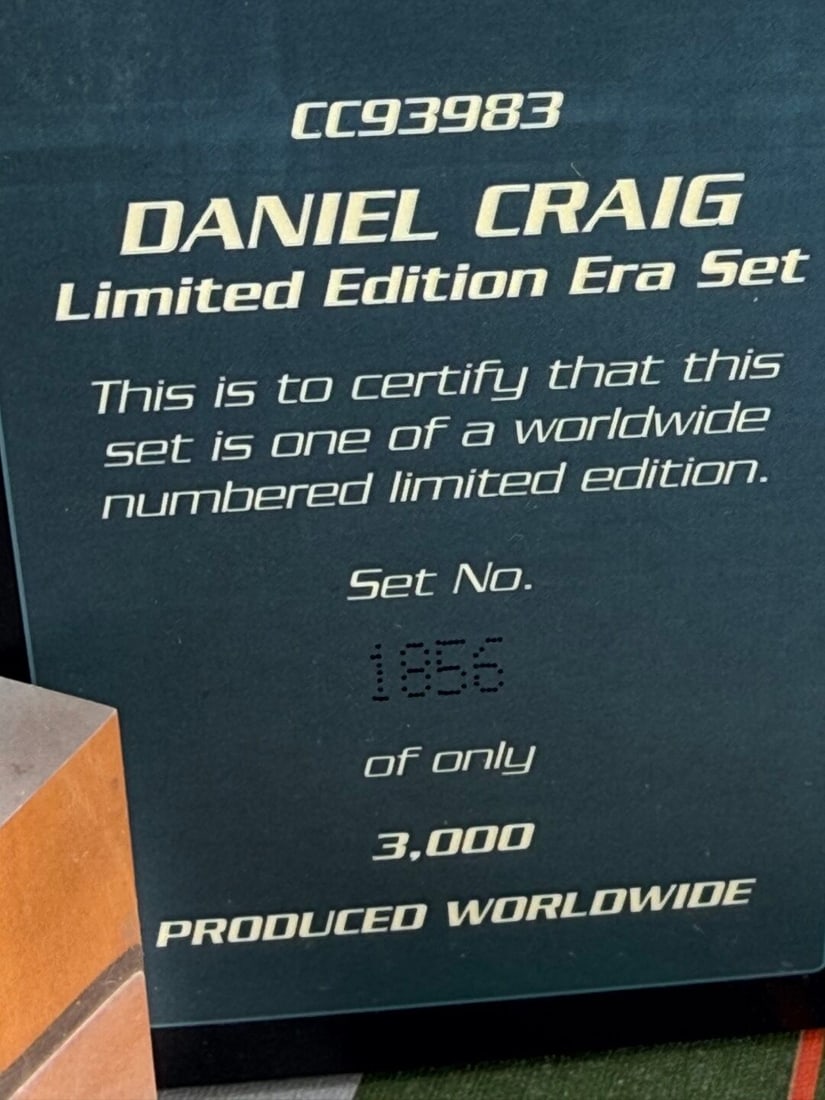 CC93983
DANIEL CRAIG
Limited Edition Era Set
This is to certify that this
set is one of a worldwide
numbered limited edition.
Set No.
1856
of only
3,000
PRODUCED WORLDWIDE